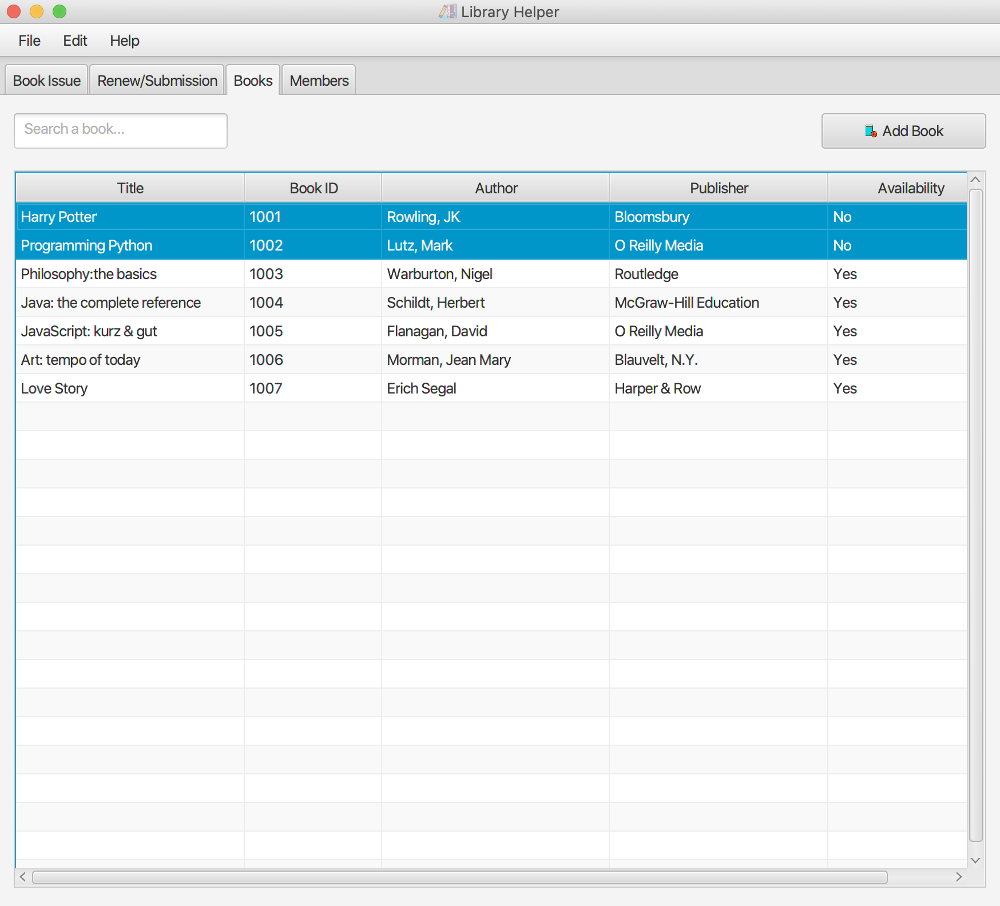 Library Helper
File Edit Help
Book Issue Renew/Submission Books Members
Search a book... Add Book
Title Book ID Author Publisher Availability
Harry Potter 1001 Rowling, JK Bloomsbury No
Programming Python 1002 Lutz, Mark O Reilly Media No
Philosophy:the basics 1003 Warburton, Nigel Routledge Yes
Java: the complete reference 1004 Schildt, Herbert McGraw-Hill Education Yes
JavaScript: kurz & gut 1005 Flanagan, David O Reilly Media Yes
Art: tempo of today 1006 Morman, Jean Mary Blauvelt, N.Y. Yes
Love Story 1007 Erich Segal Harper & Row Yes